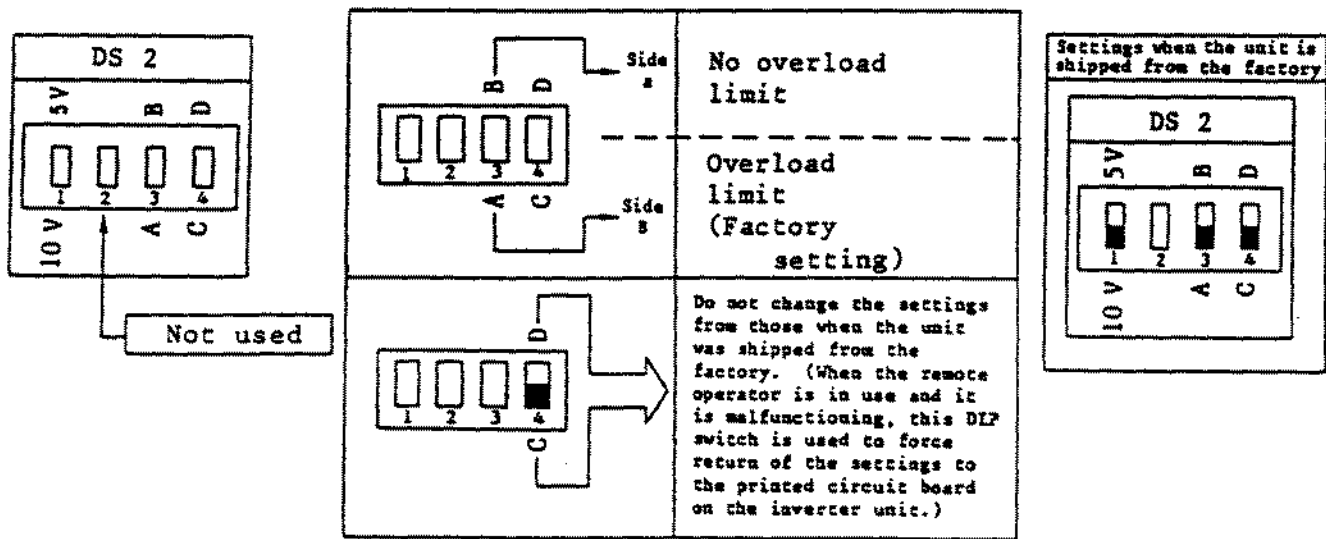 DS 2
5V B D
1 2 3 4
10 V A C
Not used
B D
1 2 3 4
A C
Side a
Side B
No overload
limit
Overload
limit
(Factory
setting)
D
1 2 3 4
C
Do not change the settings
from those when the unit
was shipped from the
factory. (When the remote
operator is in use and it
is malfunctioning, this DLP
switch is used to force
return of the settings to
the printed circuit board
on the inverter unit.)
Settings when the unit is
shipped from the factory
DS 2
5V B D
1 2 3 4
10 V A C